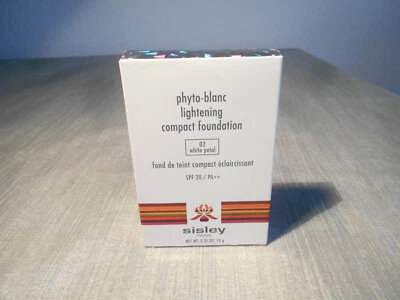 phyto-blanc
lightening
compact foundation
02
white petal
fond de teint compact éclaircissant
SPF 20 / PA++
sisley
PARIS
NET WT. 0.35 OZ. 10 g